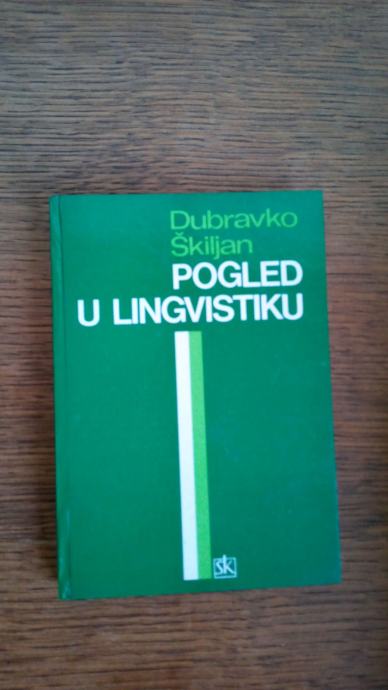 Dubravko
Škiljan
POGLED
U LINGVISTIKU
šk